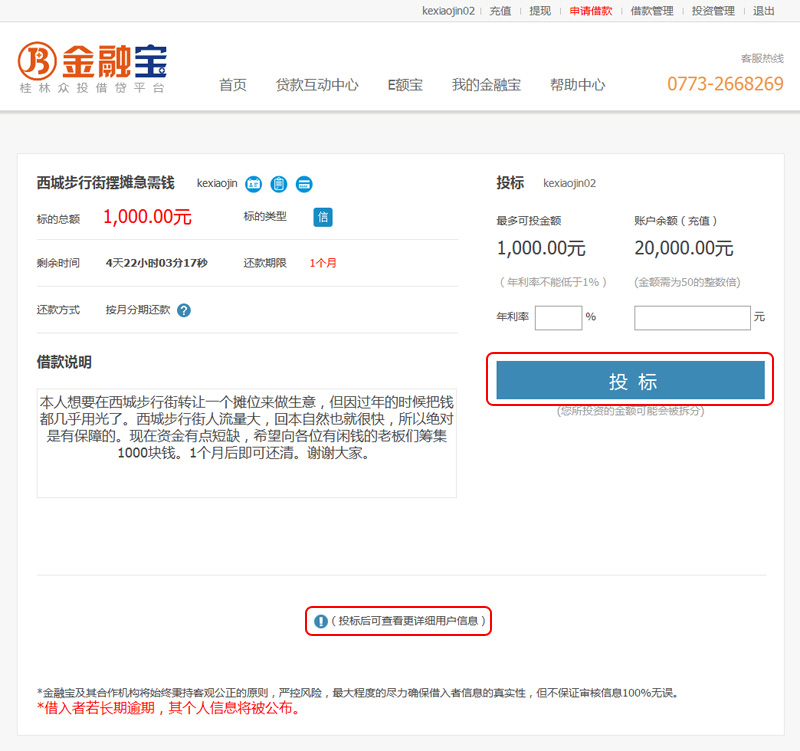 kexiaojin02 充值 提现 申请借款 借款管理 投资管理 退出
金融宝
桂林众投借贷平台
首页 贷款互动中心 E额宝 我的金融宝 帮助中心
客服热线
0773-2668269
西城步行街摆摊急需钱 kexiaojin
标的总额 1,000.00元 标的类型 信
剩余时间 4天22小时03分17秒 还款期限 1个月
还款方式 按月分期还款 ?
借款说明
本人想要在西城步行街转让一个摊位来做生意，但因过年的时候把钱
都几乎用光了。西城步行街人流量大，回本自然也就很快，所以绝对
是有保障的。现在资金有点短缺，希望向各位有闲钱的老板们筹集
1000块钱。1个月后即可还清。谢谢大家。
投标 kexiaojin02
最多可投金额 账户余额（充值）
1,000.00元 20,000.00元
（年利率不能低于1%） (金额需为50的整数倍)
年利率 % 元
投 标
(您所投资的金额可能会被拆分)
!（投标后可查看更详细用户信息）
*金融宝及其合作机构将始终秉持客观公正的原则，严控风险，最大程度的尽力确保借入者信息的真实性，但不保证审核信息100%无误。
*借入者若长期逾期，其个人信息将被公布。